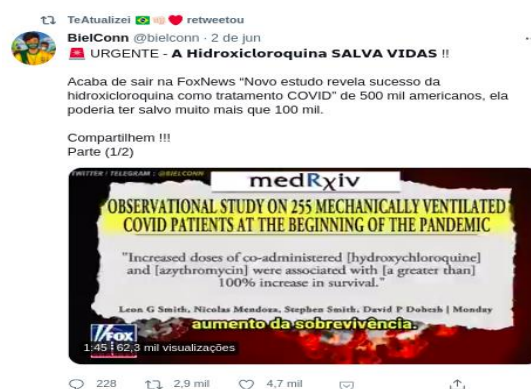 TeAtualizei 🇧🇷 👊🏻 ❤️ retweetou
BielConn @bielconn · 2 de jun
🚨 URGENTE - A Hidroxicloroquina SALVA VIDAS !!
Acaba de sair na FoxNews “Novo estudo revela sucesso da
hidroxicloroquina como tratamento COVID” de 500 mil americanos, ela
poderia ter salvo muito mais que 100 mil.
Compartilhem !!!
Parte (1/2)
TWITTER / TELEGRAM : @BIELCONN
medRxiv
OBSERVATIONAL STUDY ON 255 MECHANICALLY VENTILATED
COVID PATIENTS AT THE BEGINNING OF THE PANDEMIC
"Increased doses of co-administered [hydroxychloroquine]
and [azythromycin] were associated with [a greater than]
100% increase in survival."
Leon G Smith, Nicolas Mendoza, Stephen Smith, David P Dobesh | Monday
aumento da sobrevivência.
FOX
1:45 62,3 mil visualizações
228 2,9 mil 4,7 mil